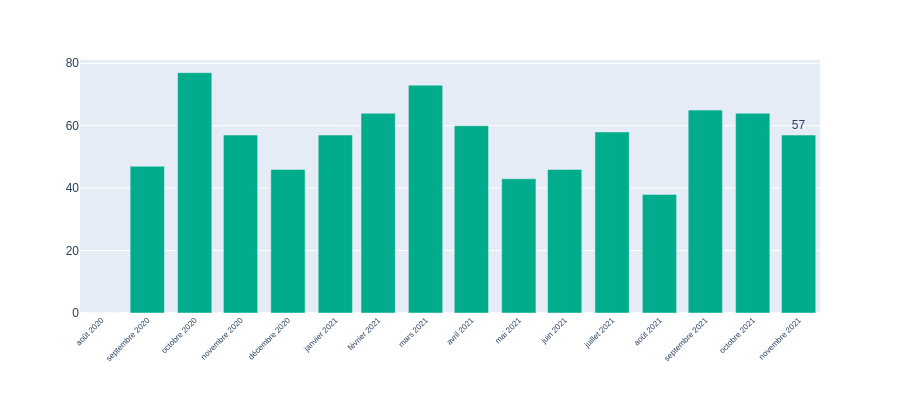 80
60
40
20
0
57
août 2020
septembre 2020
octobre 2020
novembre 2020
décembre 2020
janvier 2021
février 2021
mars 2021
avril 2021
mai 2021
juin 2021
juillet 2021
août 2021
septembre 2021
octobre 2021
novembre 2021